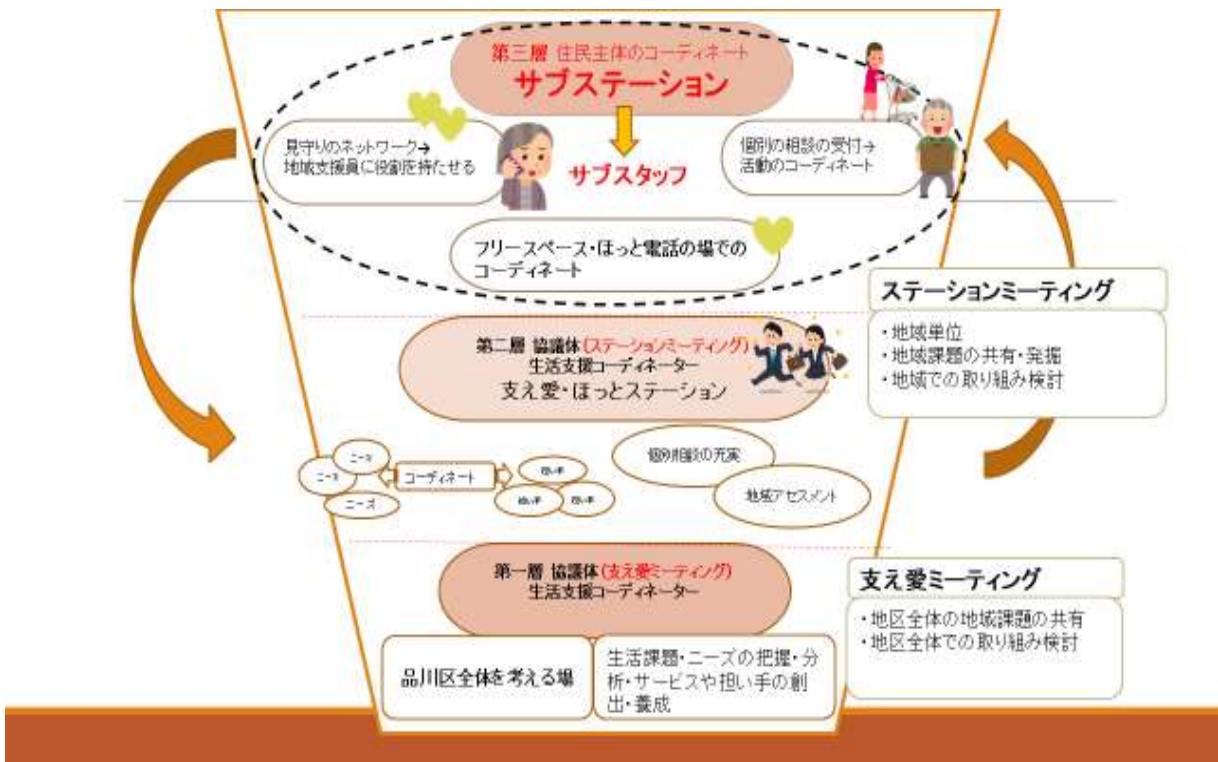 第三層 住民主体のコーディネート
サブステーション
見守りのネットワーク→
地域支援員に役割を持たせる
サブスタッフ
個別の相談の受付→
活動のコーディネート
フリースペース・ほっと電話の場での
コーディネート
ステーションミーティング
・地域単位
・地域課題の共有・発掘
・地域での取り組み検討
第二層 協議体(ステーションミーティング)
生活支援コーディネーター
支え愛・ほっとステーション
ニーズ
ニーズ
ニーズ
コーディネート
担い手
担い手
担い手
個別相談の充実
地域アセスメント
第一層 協議体(支え愛ミーティング)
生活支援コーディネーター
支え愛ミーティング
・地区全体の地域課題の共有
・地区全体での取り組み検討
品川区全体を考える場
生活課題・ニーズの把握・分
析・サービスや担い手の創
出・養成